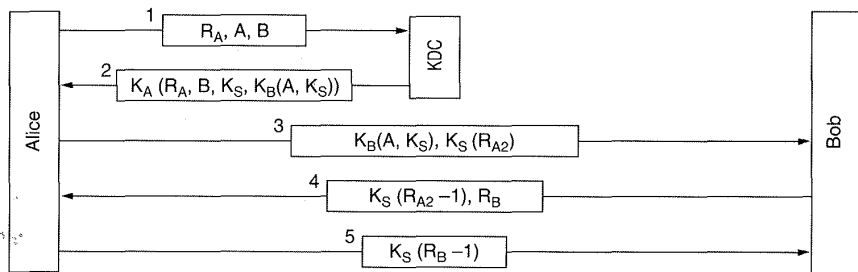 1
R_A, A, B
2
K_A (R_A, B, K_S, K_B(A, K_S))
KDC
Alice
3
K_B(A, K_S), K_S (R_A2)
Bob
4
K_S (R_A2 –1), R_B
5
K_S (R_B –1)